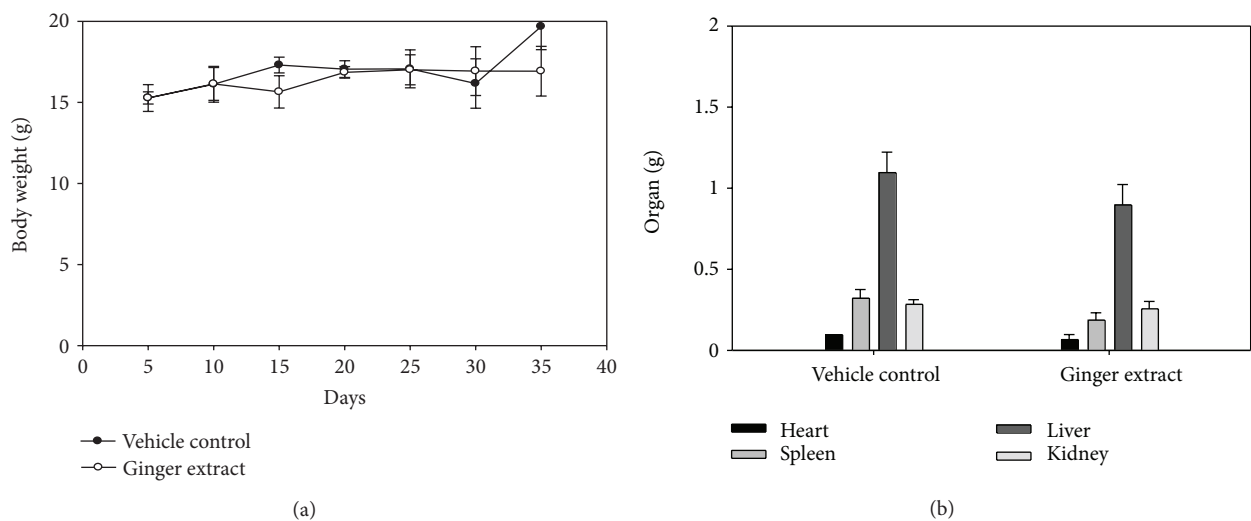 20
15
10
5
0
Body weight (g)
0 5 10 15 20 25 30 35 40
Days
Vehicle control
Ginger extract
(a)
2
1.5
1
0.5
0
Organ (g)
Vehicle control Ginger extract
Heart Liver
Spleen Kidney
(b)